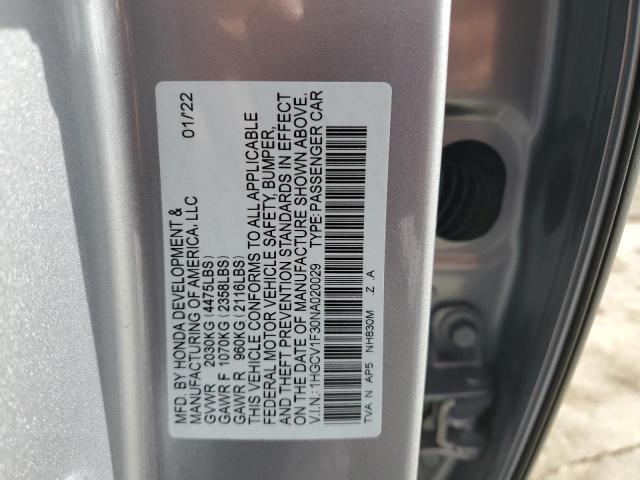 MFD. BY HONDA DEVELOPMENT & 01/22
MANUFACTURING OF AMERICA, LLC
GVWR 2030KG (4476LBS)
GAWR F 1070KG (2358LBS)
GAWR R 960KG (2116LBS)
THIS VEHICLE CONFORMS TO ALL APPLICABLE
FEDERAL MOTOR VEHICLE SAFETY, BUMPER,
AND THEFT PREVENTION STANDARDS IN EFFECT
ON THE DATE OF MANUFACTURE SHOWN ABOVE.
V.I.N.: 1HGCV1F30NA020029 TYPE: PASSENGER CAR
TVA N AP5 NH830M .Z .A